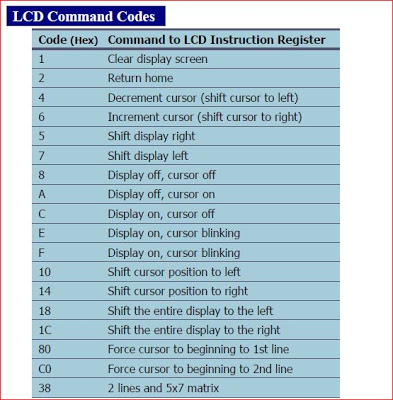 LCD Command Codes
Code (Hex) Command to LCD Instruction Register
1 Clear display screen
2 Return home
4 Decrement cursor (shift cursor to left)
6 Increment cursor (shift cursor to right)
5 Shift display right
7 Shift display left
8 Display off, cursor off
A Display off, cursor on
C Display on, cursor off
E Display on, cursor blinking
F Display on, cursor blinking
10 Shift cursor position to left
14 Shift cursor position to right
18 Shift the entire display to the left
1C Shift the entire display to the right
80 Force cursor to beginning to 1st line
C0 Force cursor to beginning to 2nd line
38 2 lines and 5x7 matrix